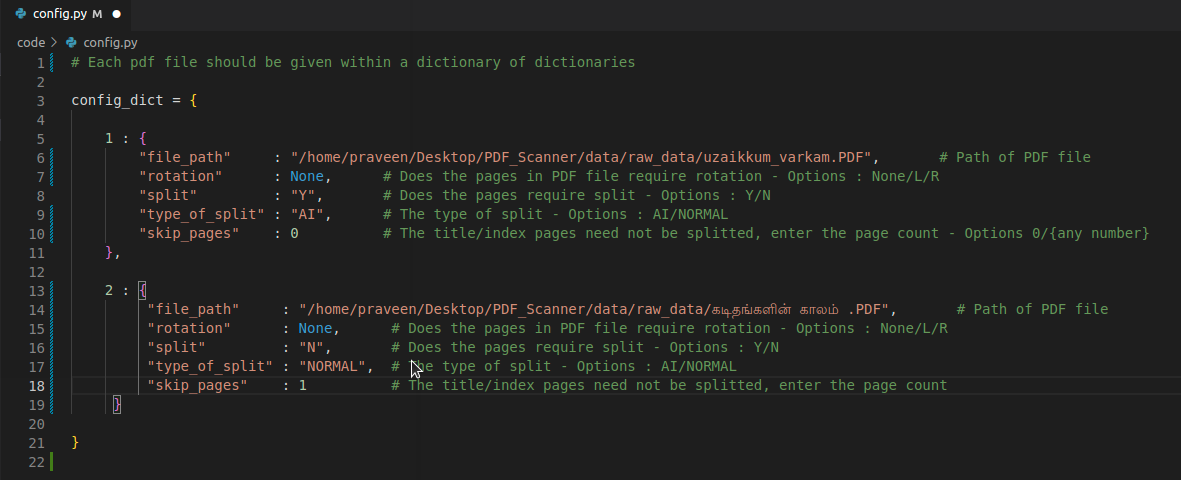 config.py M ●
code > config.py
1 # Each pdf file should be given within a dictionary of dictionaries
2
3 config_dict = {
4
5 1 : {
6 "file_path" : "/home/praveen/Desktop/PDF_Scanner/data/raw_data/uzaikkum_varkam.PDF", # Path of PDF file
7 "rotation" : None, # Does the pages in PDF file require rotation - Options : None/L/R
8 "split" : "Y", # Does the pages require split - Options : Y/N
9 "type_of_split" : "AI", # The type of split - Options : AI/NORMAL
10 "skip_pages" : 0 # The title/index pages need not be splitted, enter the page count - Options 0/{any number}
11 },
12
13 2 : {
14 "file_path" : "/home/praveen/Desktop/PDF_Scanner/data/raw_data/கடிதங்களின் காலம் .PDF", # Path of PDF file
15 "rotation" : None, # Does the pages in PDF file require rotation - Options : None/L/R
16 "split" : "N", # Does the pages require split - Options : Y/N
17 "type_of_split" : "NORMAL", # The type of split - Options : AI/NORMAL
18 "skip_pages" : 1 # The title/index pages need not be splitted, enter the page count
19 }
20
21 }
22